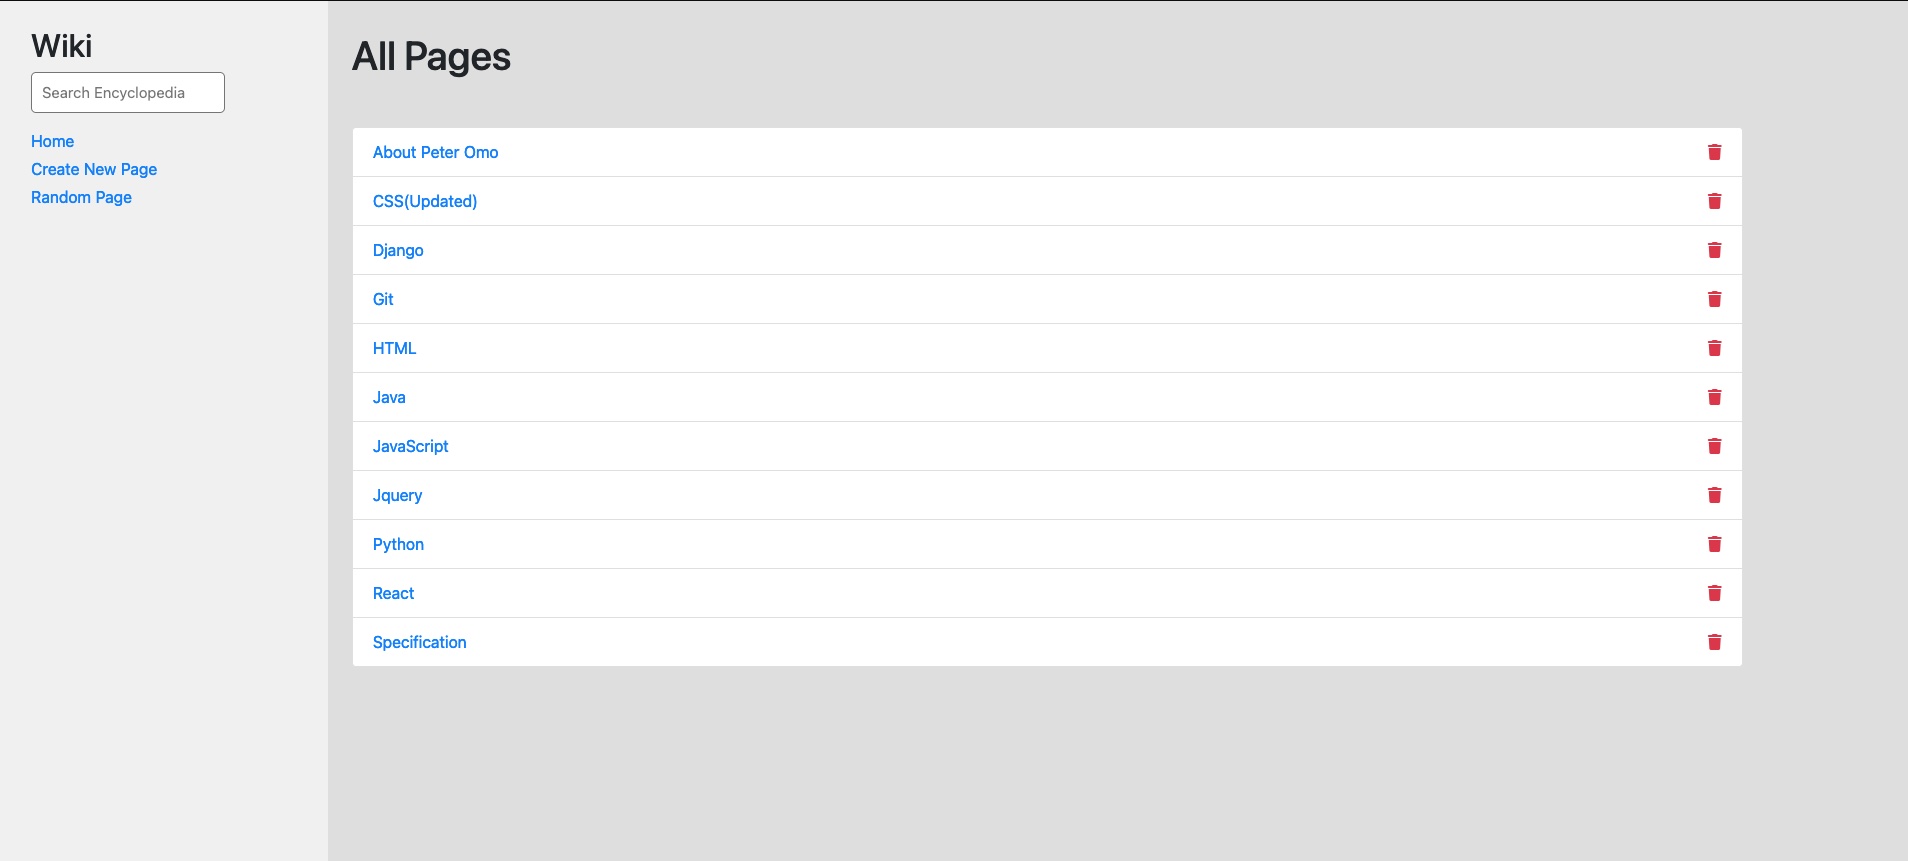 Wiki
Search Encyclopedia
Home
Create New Page
Random Page
All Pages
About Peter Omo
CSS(Updated)
Django
Git
HTML
Java
JavaScript
Jquery
Python
React
Specification